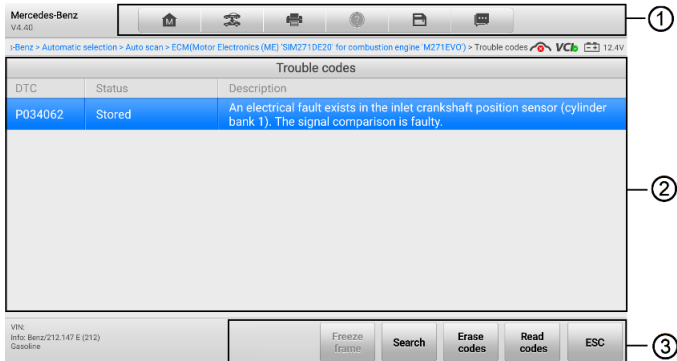 Mercedes-Benz
V4.40
M
?
①
s-Benz > Automatic selection > Auto scan > ECM(Motor Electronics (ME) 'SIM271DE20' for combustion engine 'M271EVO') > Trouble codes VCI 12.4V
Trouble codes
DTC Status Description
P034062 Stored An electrical fault exists in the inlet crankshaft position sensor (cylinder
bank 1). The signal comparison is faulty.
②
VIN:
Info: Benz/212.147 E (212)
Gasoline
Freeze
frame
Search
Erase
codes
Read
codes
ESC
③